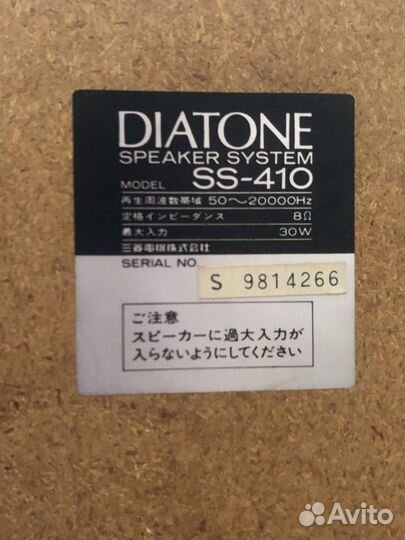 DIATONE
SPEAKER SYSTEM
MODEL SS-410
再生周波数帯域 50〜20000Hz
定格インピーダンス 8Ω
最大入力 30W
三菱電機株式会社
SERIAL NO. S 9814266
ご注意
スピーカーに過大入力が
入らないようにしてください
Avito